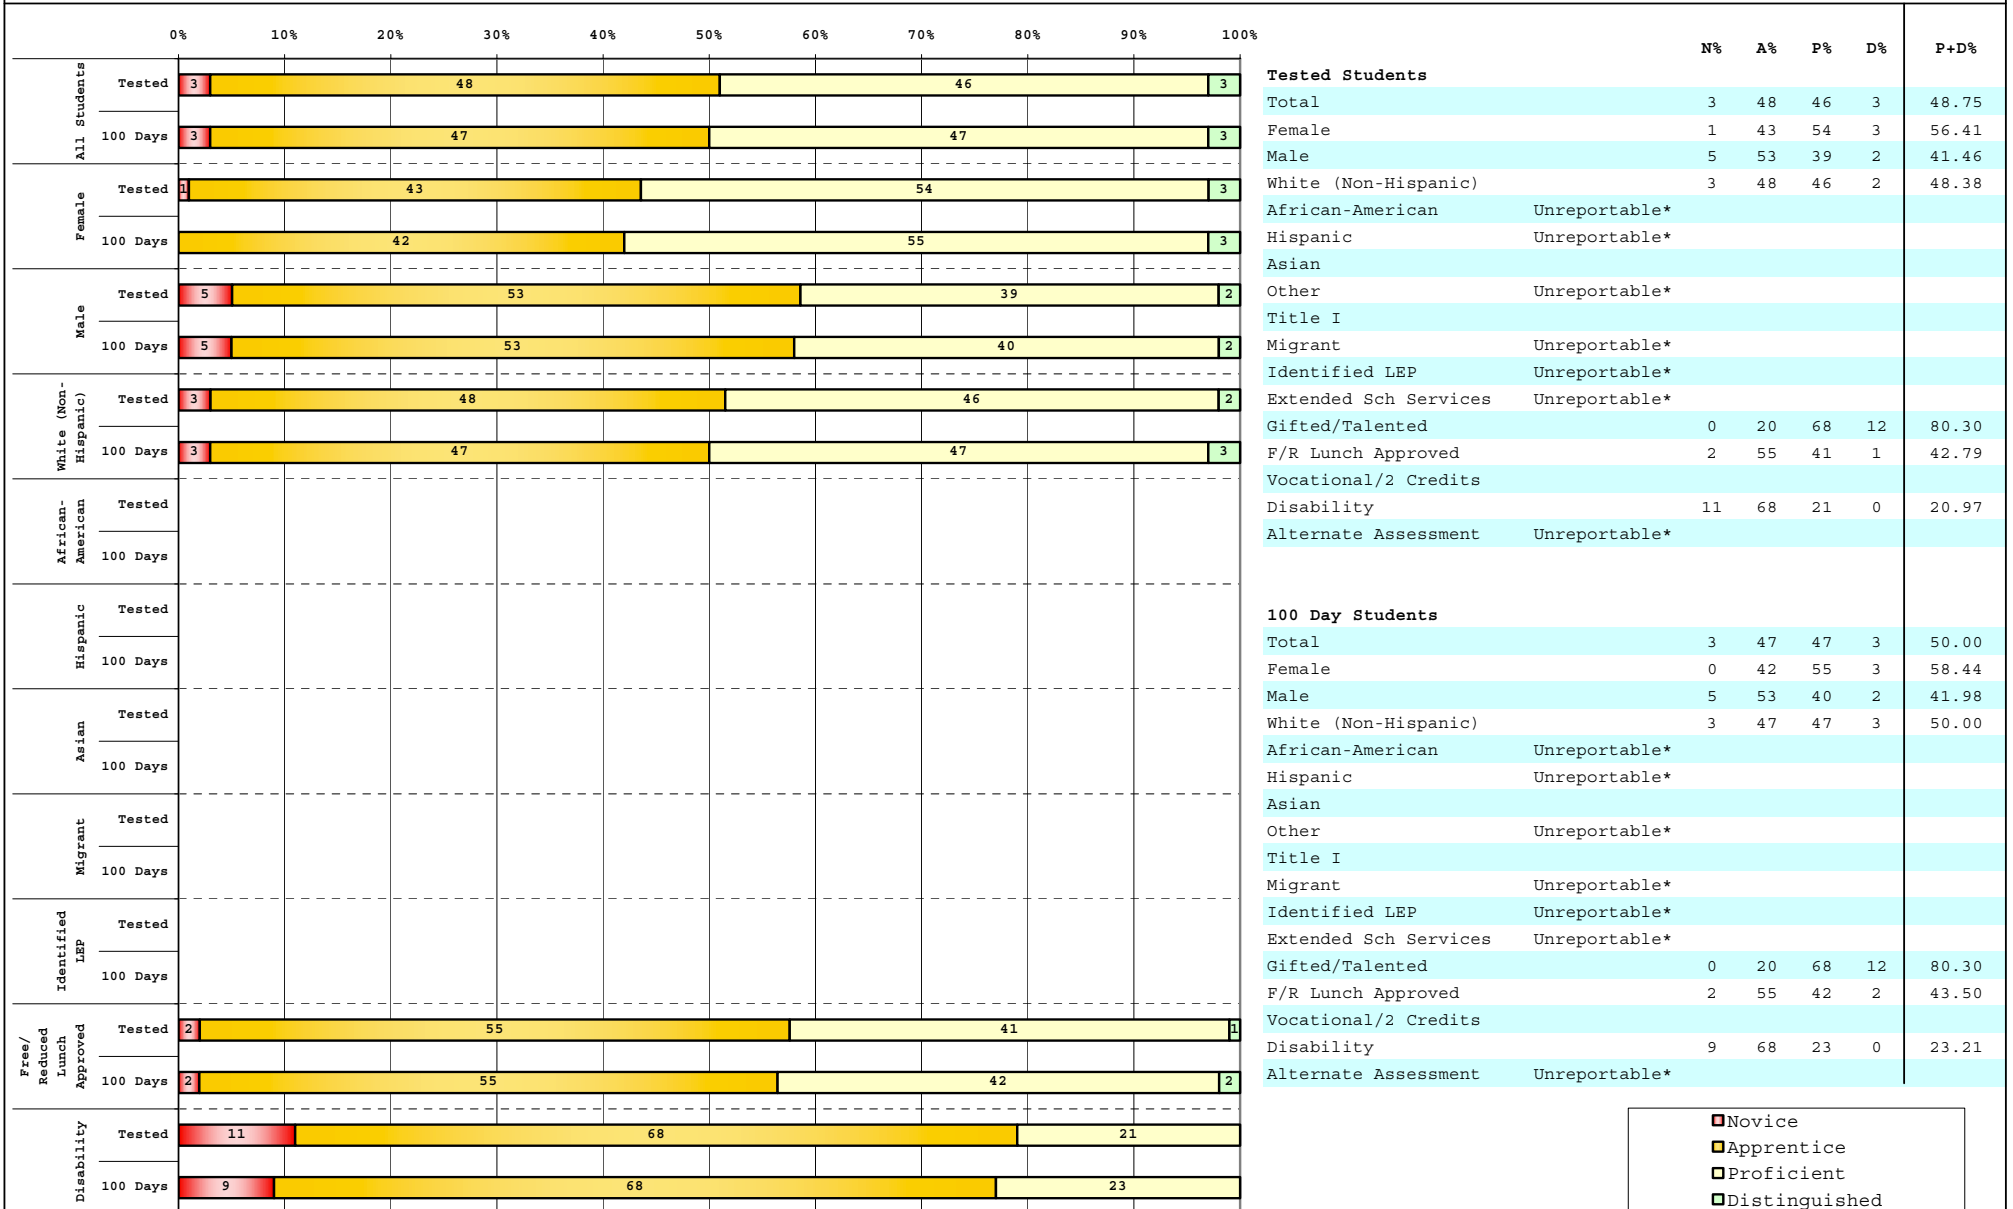 0% 10% 20% 30% 40% 50% 60% 70% 80% 90% 100%
All Students
Tested 3 48 46 3
100 Days 3 47 47 3
Female
Tested 1 43 54 3
100 Days 42 55 3
Male
Tested 5 53 39 2
100 Days 5 53 40 2
White (Non-
Hispanic)
Tested 3 48 46 2
100 Days 3 47 47 3
African-
American
Tested
100 Days
Hispanic
Tested
100 Days
Asian
Tested
100 Days
Migrant
Tested
100 Days
Identified
LEP
Tested
100 Days
Free/
Reduced
Lunch
Approved
Tested 2 55 41 1
100 Days 2 55 42 2
Disability
Tested 11 68 21
100 Days 9 68 23
N% A% P% D% P+D%
Tested Students
Total 3 48 46 3 48.75
Female 1 43 54 3 56.41
Male 5 53 39 2 41.46
White (Non-Hispanic) 3 48 46 2 48.38
African-American Unreportable*
Hispanic Unreportable*
Asian
Other Unreportable*
Title I
Migrant Unreportable*
Identified LEP Unreportable*
Extended Sch Services Unreportable*
Gifted/Talented 0 20 68 12 80.30
F/R Lunch Approved 2 55 41 1 42.79
Vocational/2 Credits
Disability 11 68 21 0 20.97
Alternate Assessment Unreportable*
100 Day Students
Total 3 47 47 3 50.00
Female 0 42 55 3 58.44
Male 5 53 40 2 41.98
White (Non-Hispanic) 3 47 47 3 50.00
African-American Unreportable*
Hispanic Unreportable*
Asian
Other Unreportable*
Title I
Migrant Unreportable*
Identified LEP Unreportable*
Extended Sch Services Unreportable*
Gifted/Talented 0 20 68 12 80.30
F/R Lunch Approved 2 55 42 2 43.50
Vocational/2 Credits
Disability 9 68 23 0 23.21
Alternate Assessment Unreportable*
Novice
Apprentice
Proficient
Distinguished